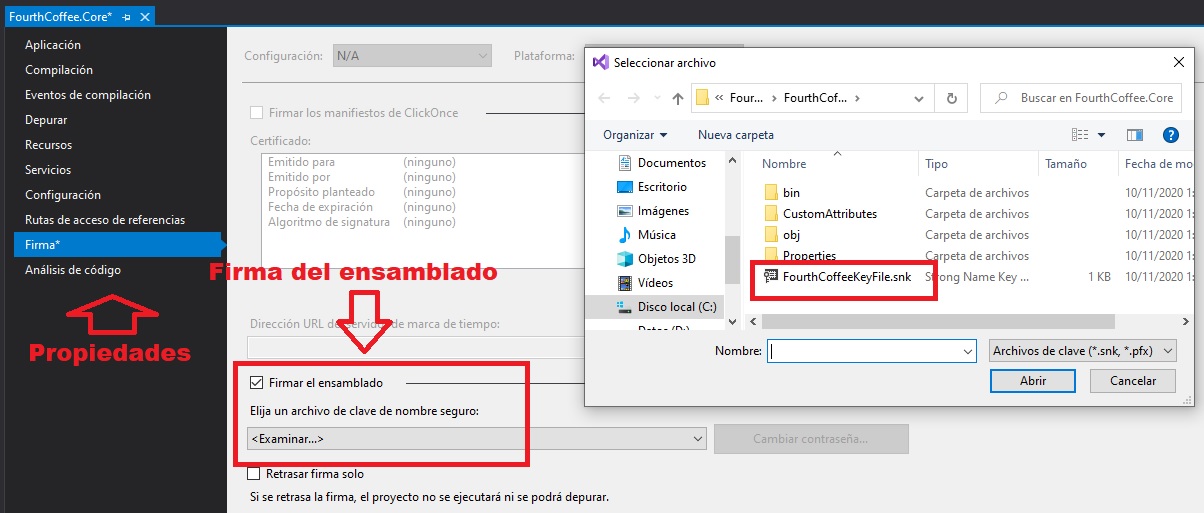 FourthCoffee.Core*
Aplicación
Compilación
Eventos de compilación
Depurar
Recursos
Servicios
Configuración
Rutas de acceso de referencias
Firma*
Análisis de código
Propiedades
Configuración:
N/A
Plataforma:
Firmar los manifiestos de ClickOnce
Certificado:
Emitido para (ninguno)
Emitido por (ninguno)
Propósito planteado (ninguno)
Fecha de expiración (ninguno)
Algoritmo de signatura (ninguno)
Firma del ensamblado
Dirección URL de servidor de marca de tiempo:
Firmar el ensamblado
Elija un archivo de clave de nombre seguro:
<Examinar...>
Cambiar contraseña...
Retrasar firma solo
Si se retrasa la firma, el proyecto no se ejecutará ni se podrá depurar.
Seleccionar archivo
« Four... › FourthCof... ›
Buscar en FourthCoffee.Core
Organizar
Nueva carpeta
Documentos
Escritorio
Imágenes
Música
Objetos 3D
Vídeos
Disco local (C:)
Datos (D:)
Nombre Tipo Tamaño Fecha de mo
bin Carpeta de archivos 10/11/2020 1:
CustomAttributes Carpeta de archivos 10/11/2020 1:
obj Carpeta de archivos 10/11/2020 1:
Properties Carpeta de archivos 10/11/2020 1:
FourthCoffeeKeyFile.snk Strong Name Key ... 1 KB 10/11/2020 1:
Nombre:
Archivos de clave (*.snk, *.pfx)
Abrir
Cancelar